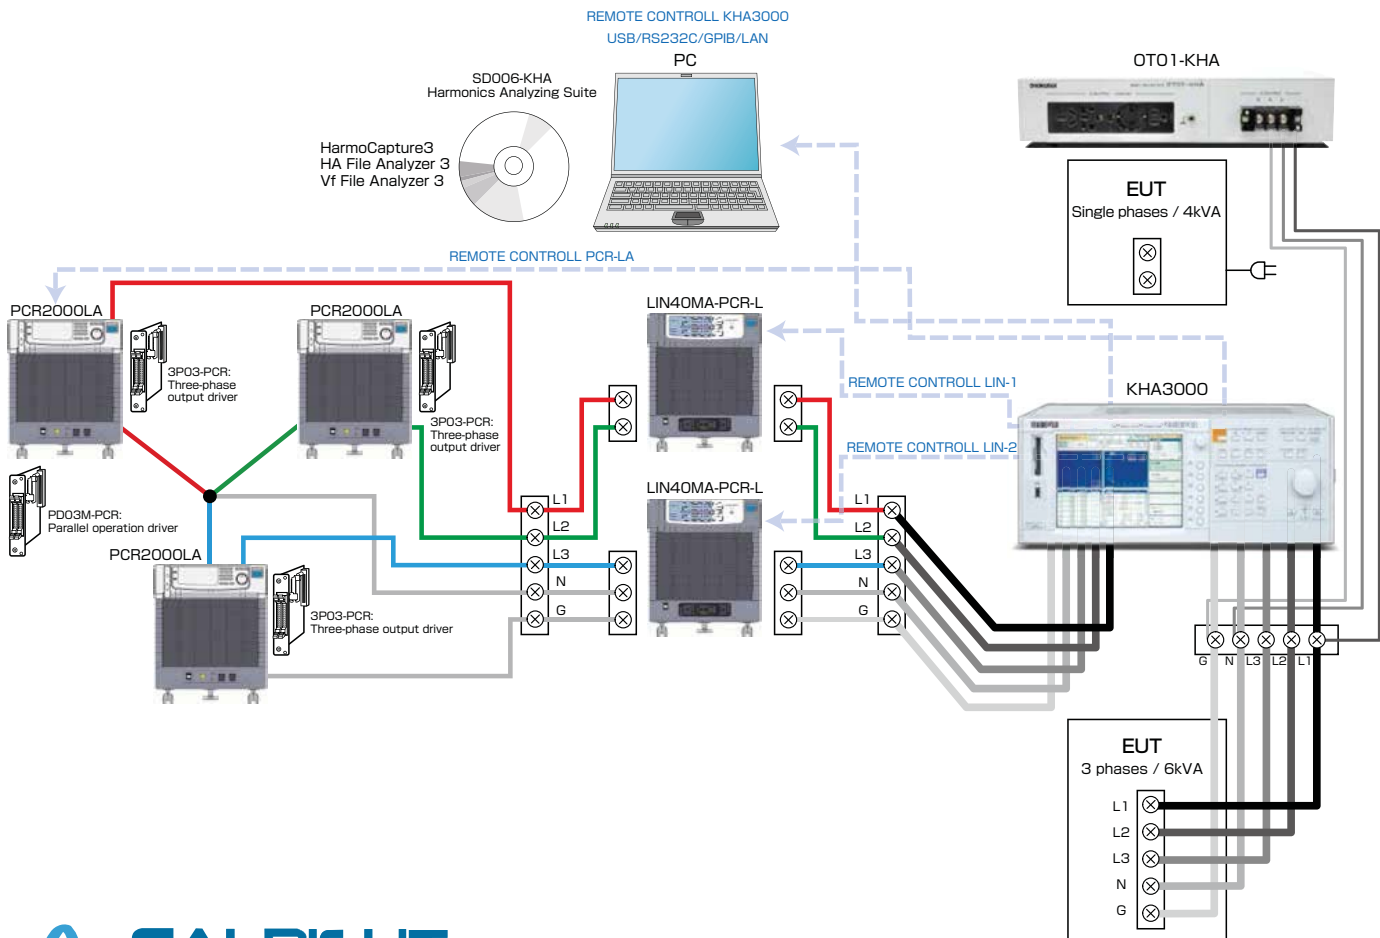 REMOTE CONTROLL KHA3000
USB/RS232C/GPIB/LAN
PC
SD006-KHA
Harmonics Analyzing Suite
HarmoCapture3
HA File Analyzer 3
Vf File Analyzer 3
OT01-KHA
EUT
Single phases / 4kVA
REMOTE CONTROLL PCR-LA
PCR2000LA
3P03-PCR:
Three-phase
output driver
PCR2000LA
3P03-PCR:
Three-phase
output driver
LIN40MA-PCR-L
REMOTE CONTROLL LIN-1
KHA3000
REMOTE CONTROLL LIN-2
PD03M-PCR:
Parallel operation driver
PCR2000LA
3P03-PCR:
Three-phase output driver
LIN40MA-PCR-L
L1
L2
L3
N
G
L1
L2
L3
N
G
G N L3 L2 L1
EUT
3 phases / 6kVA
L1
L2
L3
N
G